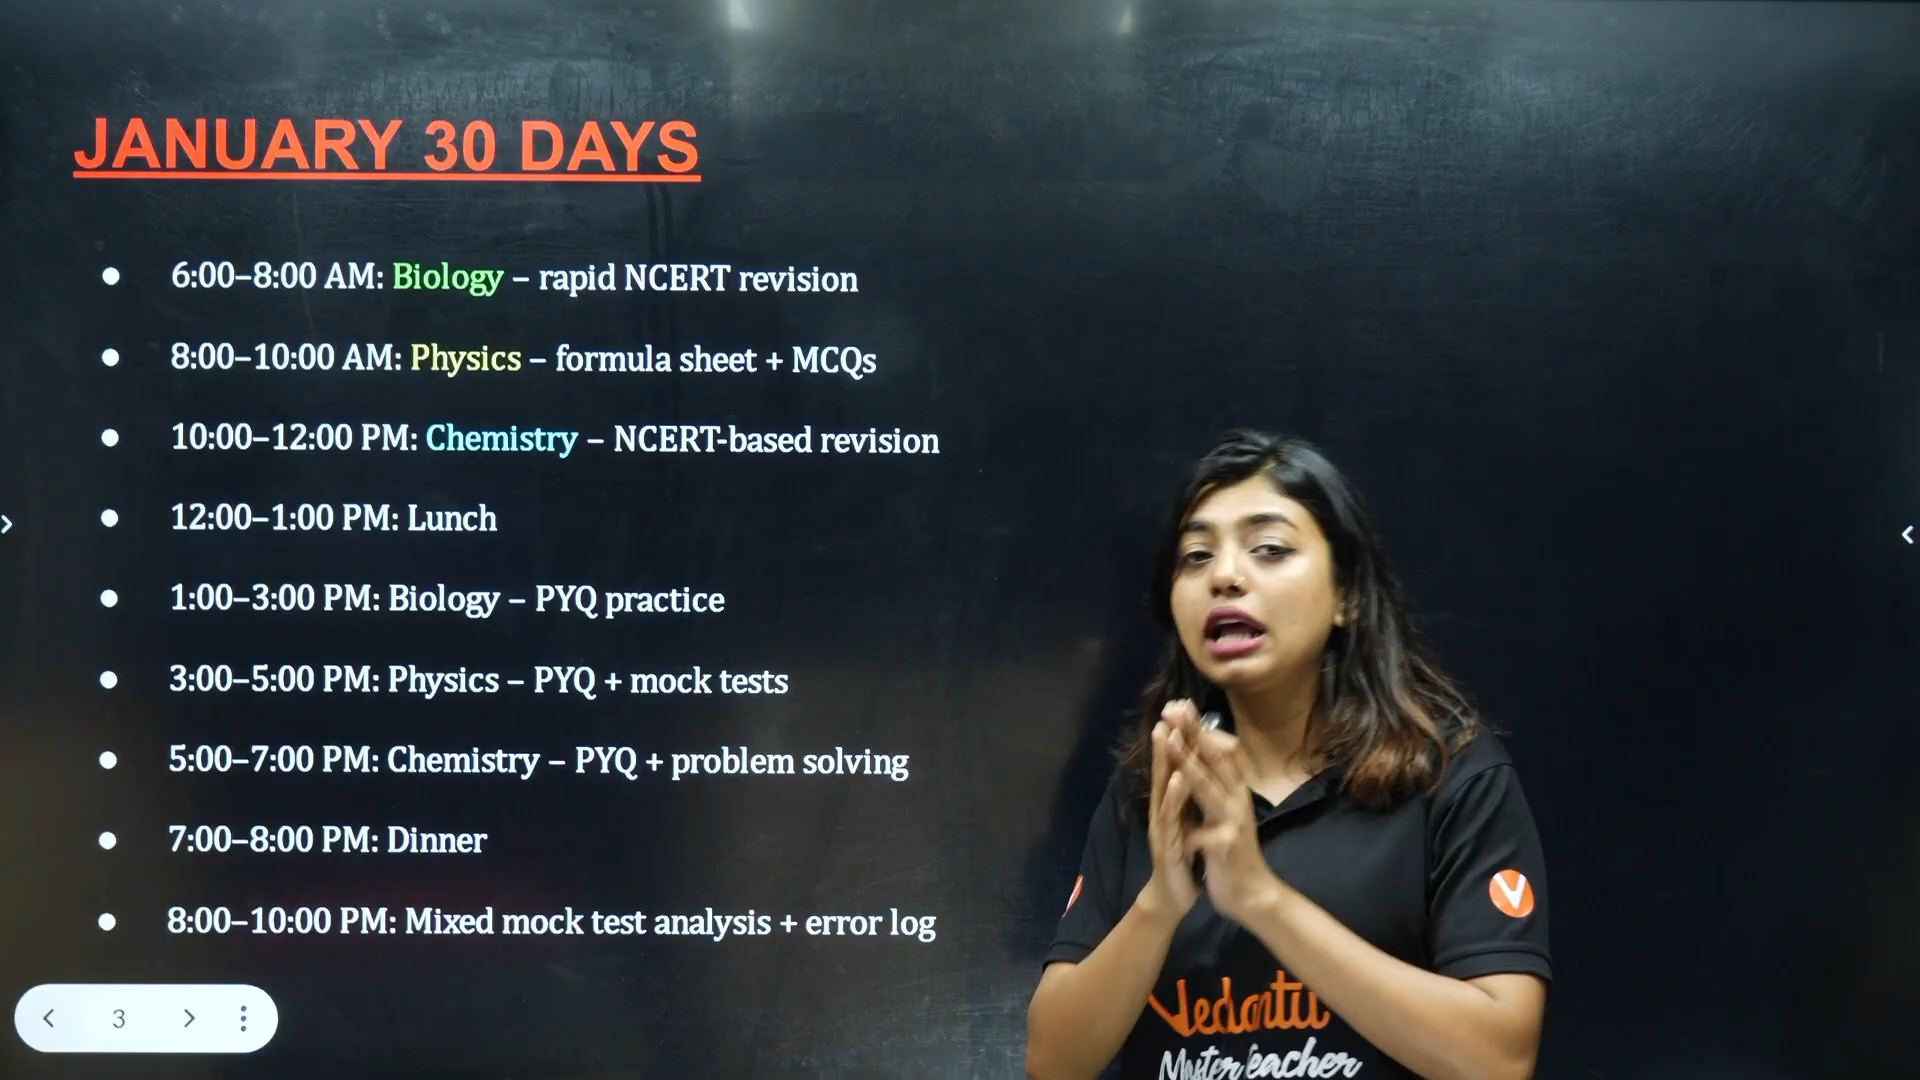 JANUARY 30 DAYS
● 6:00–8:00 AM: Biology – rapid NCERT revision
● 8:00–10:00 AM: Physics – formula sheet + MCQs
● 10:00–12:00 PM: Chemistry – NCERT-based revision
● 12:00–1:00 PM: Lunch
● 1:00–3:00 PM: Biology – PYQ practice
● 3:00–5:00 PM: Physics – PYQ + mock tests
● 5:00–7:00 PM: Chemistry – PYQ + problem solving
● 7:00–8:00 PM: Dinner
● 8:00–10:00 PM: Mixed mock test analysis + error log
3
V
Vedantu
Master Teacher